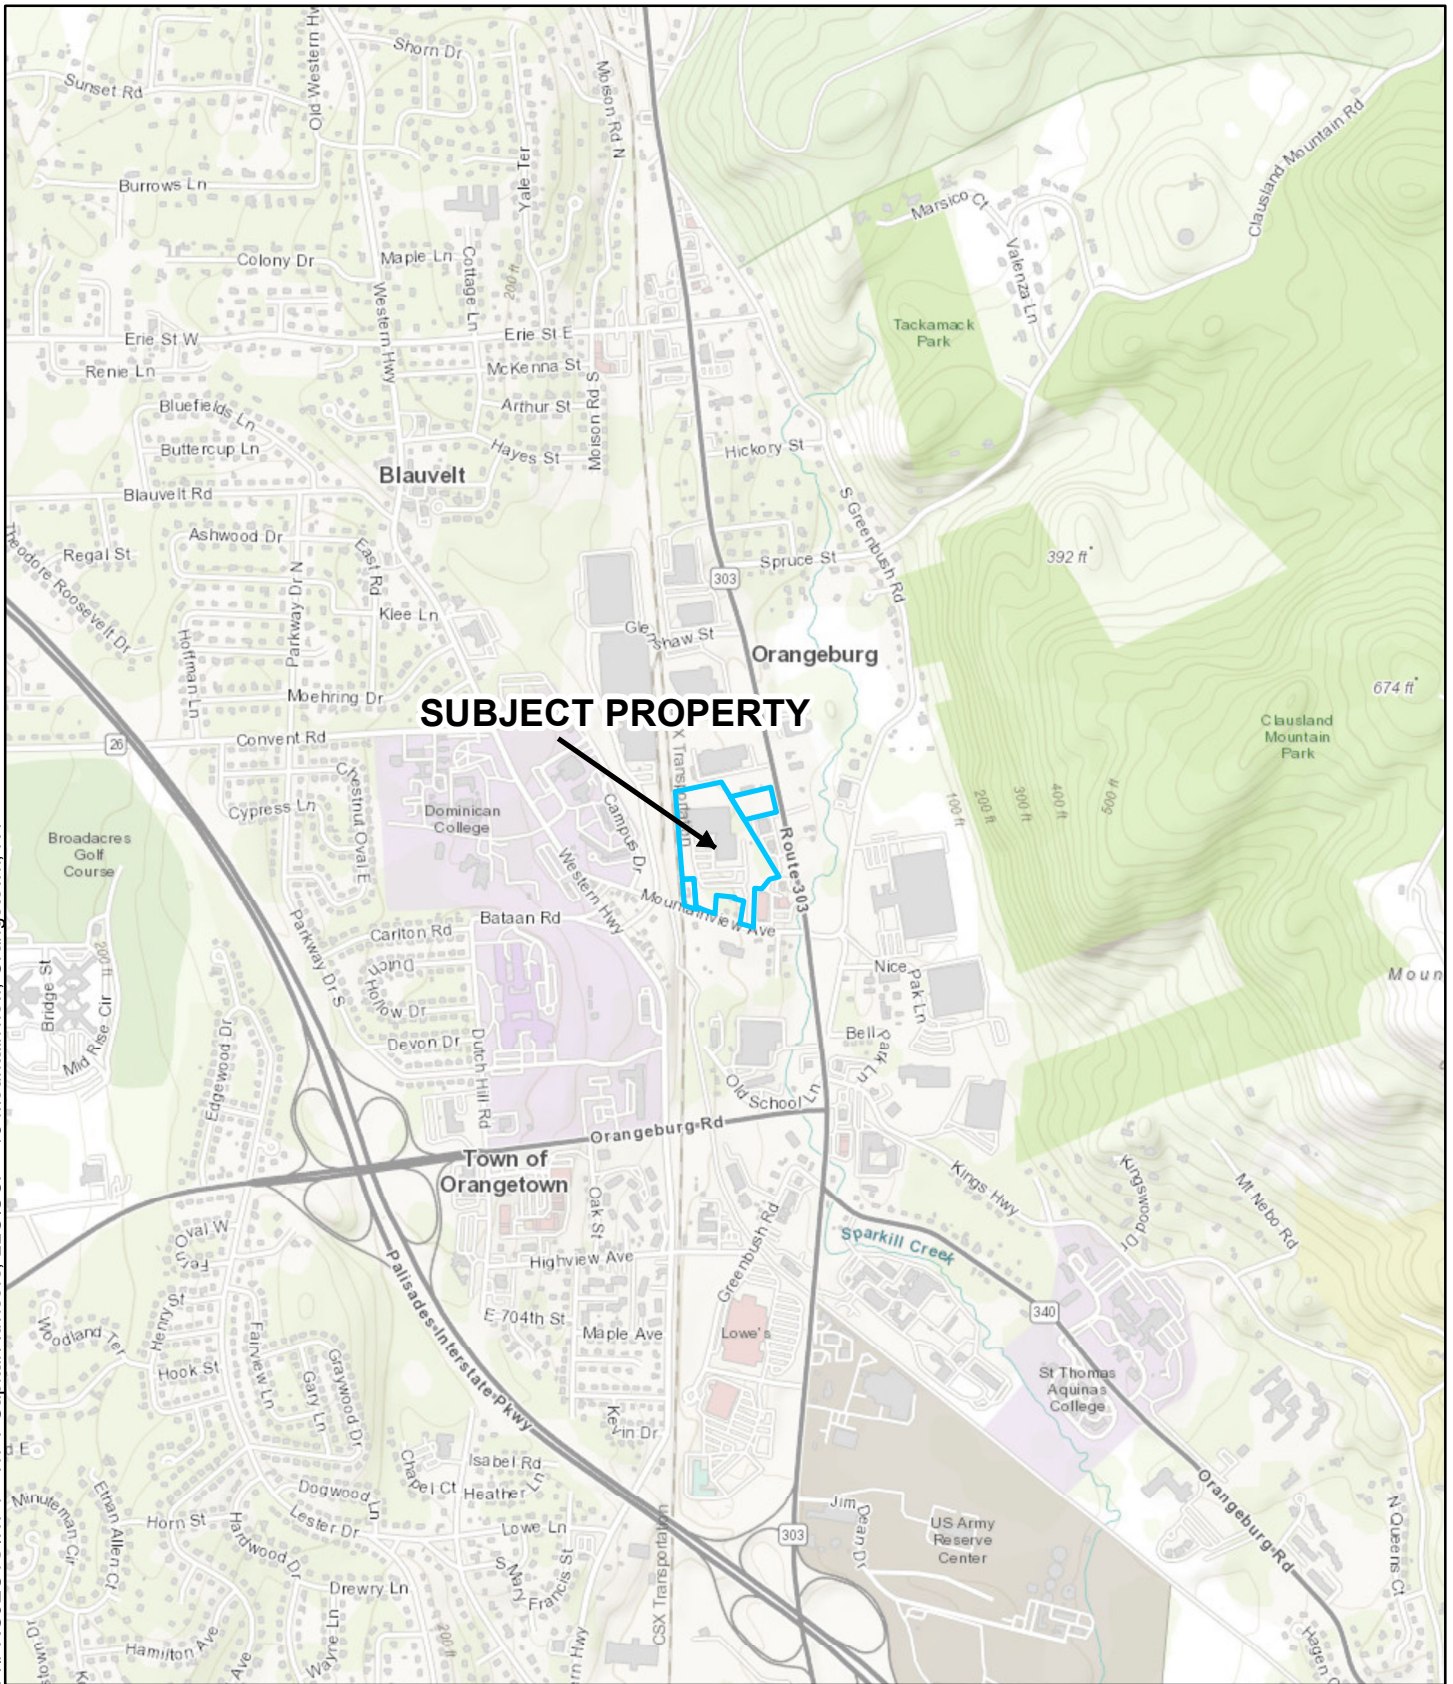 Shorn Dr
Old Western Hw
Sunset Rd
Moison Rd N
Clausland Mountain Rd
Burrows Ln
Yale Ter
Marsico Ct
Valenza Ln
Colony Dr
Maple Ln
Cottage Ln
200 ft
Western Hwy
Erie St W
Erie St E
Tackamack
Park
Renie Ln
McKenna St
Bluefields Ln
Arthur St
Moison Rd S
Buttercup Ln
Hayes St
Hickory St
Blauvelt
Blauvelt Rd
S Greenbush Rd
Theodore Roosevelt Dr
Regal St
Ashwood Dr
East Rd
Parkway Dr N
Spruce St
392 ft
303
Klee Ln
Glenshaw St
Hoffman Ln
Orangeburg
Moehring Dr
674 ft
SUBJECT PROPERTY
Clausland
Mountain
Park
26
Convent Rd
X Transportation
Chestnut Oval E
Cypress Ln
Dominican
College
Campus Dr
100 ft
200 ft
300 ft
400 ft
500 ft
Broadacres
Golf
Course
Route 303
Western Hwy
Mountainview Ave
Bataan Rd
Carlton Rd
Parkway Dr S
Dutch
Hollow Dr
200 ft
Bridge St
Mid Rise Cir
Nice
Pak Ln
Moun
Edgewood Dr
Devon Dr
Dutch Hill Rd
Bell
Park Ln
Old School Ln
Orangeburg Rd
Town of
Orangetown
Kings Hwy
Kingswood Dr
Mt Nebo Rd
Oak St
Oval W
Highview Ave
Greenbush Rd
Sparkill Creek
Palisades Interstate Pkwy
Henry St
Woodland Ter
E 704th St
Maple Ave
Lowe's
340
Hook St
Fairview Ln
Gary Ln
Graywood Dr
St Thomas
Aquinas
College
Kevin Dr
d E
Chapel Ct
Isabel Rd
Heather Ln
Minuteman Cir
Ethan Allen Ct
Dogwood Ln
Horn St
Hardwood Dr
Lester Dr
Lowe Ln
CSX Transportation
303
Jim Dean Dr
US Army
Reserve
Center
Orangeburg Rd
N Queens Ct
S Mary
Francis St
Drewry Ln
Wayre Ln
200 ft
Hamilton Ave
Ave
rn Hwy
Hagen